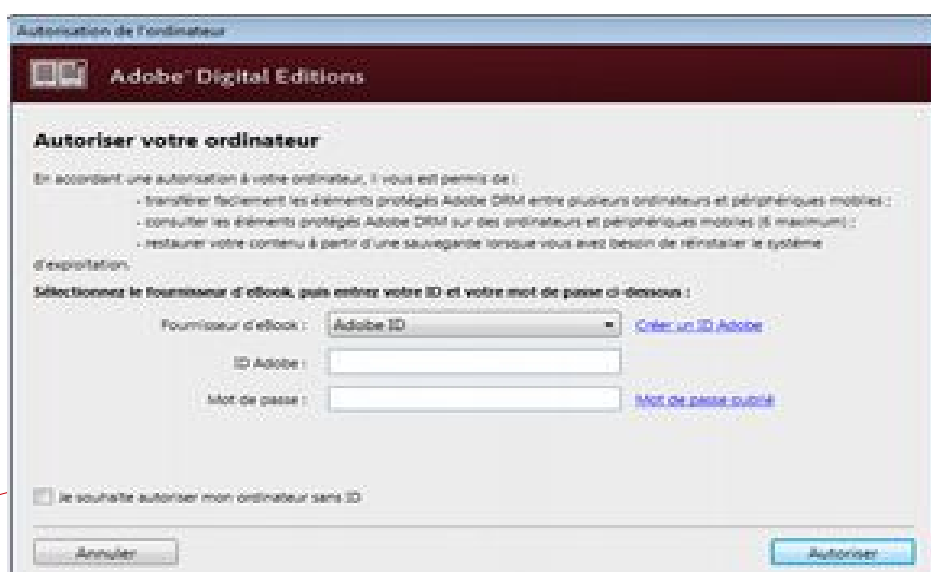 Autorisation de l'ordinateur
Adobe® Digital Editions
Autoriser votre ordinateur
En accordant une autorisation à votre ordinateur, il vous est permis de :
- transférer facilement les éléments protégés Adobe DRM entre plusieurs ordinateurs et périphériques mobiles ;
- consulter les éléments protégés Adobe DRM sur des ordinateurs et périphériques mobiles (6 maximum) ;
- restaurer votre contenu à partir d'une sauvegarde lorsque vous avez besoin de réinstaller le système
d'exploitation.
Sélectionnez le fournisseur d'eBook, puis entrez votre ID et votre mot de passe ci-dessous :
Fournisseur d'eBook : Adobe ID Créer un ID Adobe
ID Adobe :
Mot de passe : Mot de passe oublié
Je souhaite autoriser mon ordinateur sans ID
Annuler Autoriser